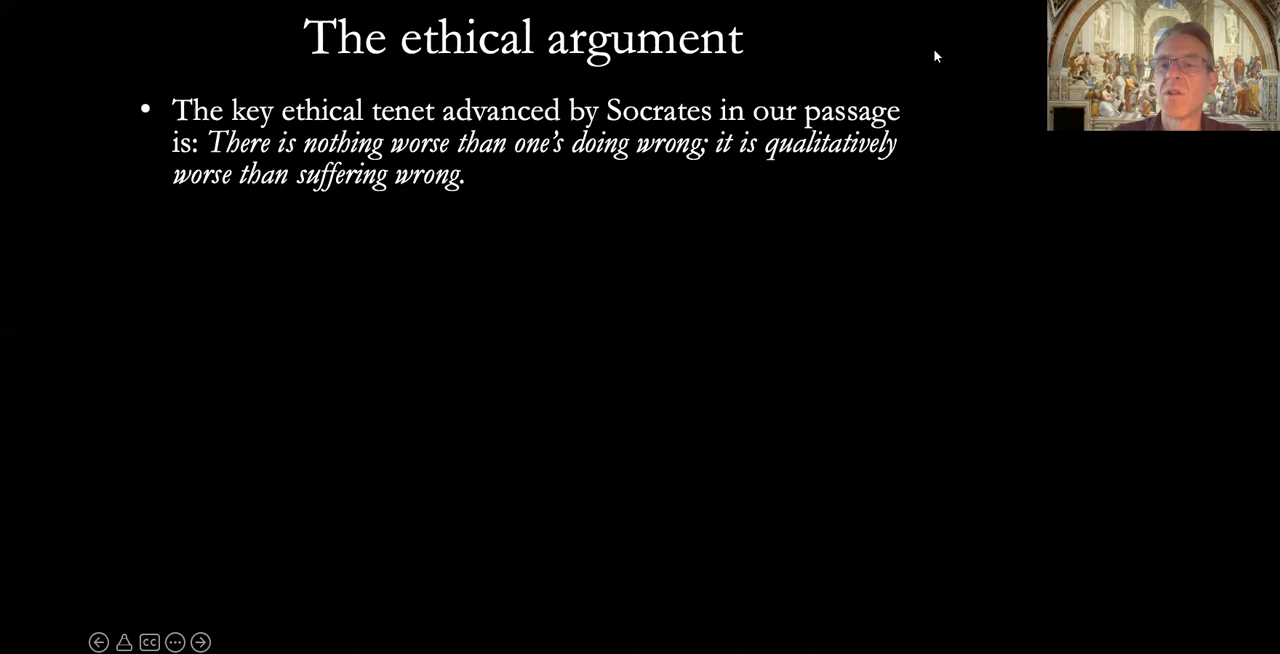 The ethical argument
• The key ethical tenet advanced by Socrates in our passage
is: There is nothing worse than one’s doing wrong; it is qualitatively
worse than suffering wrong.
CC